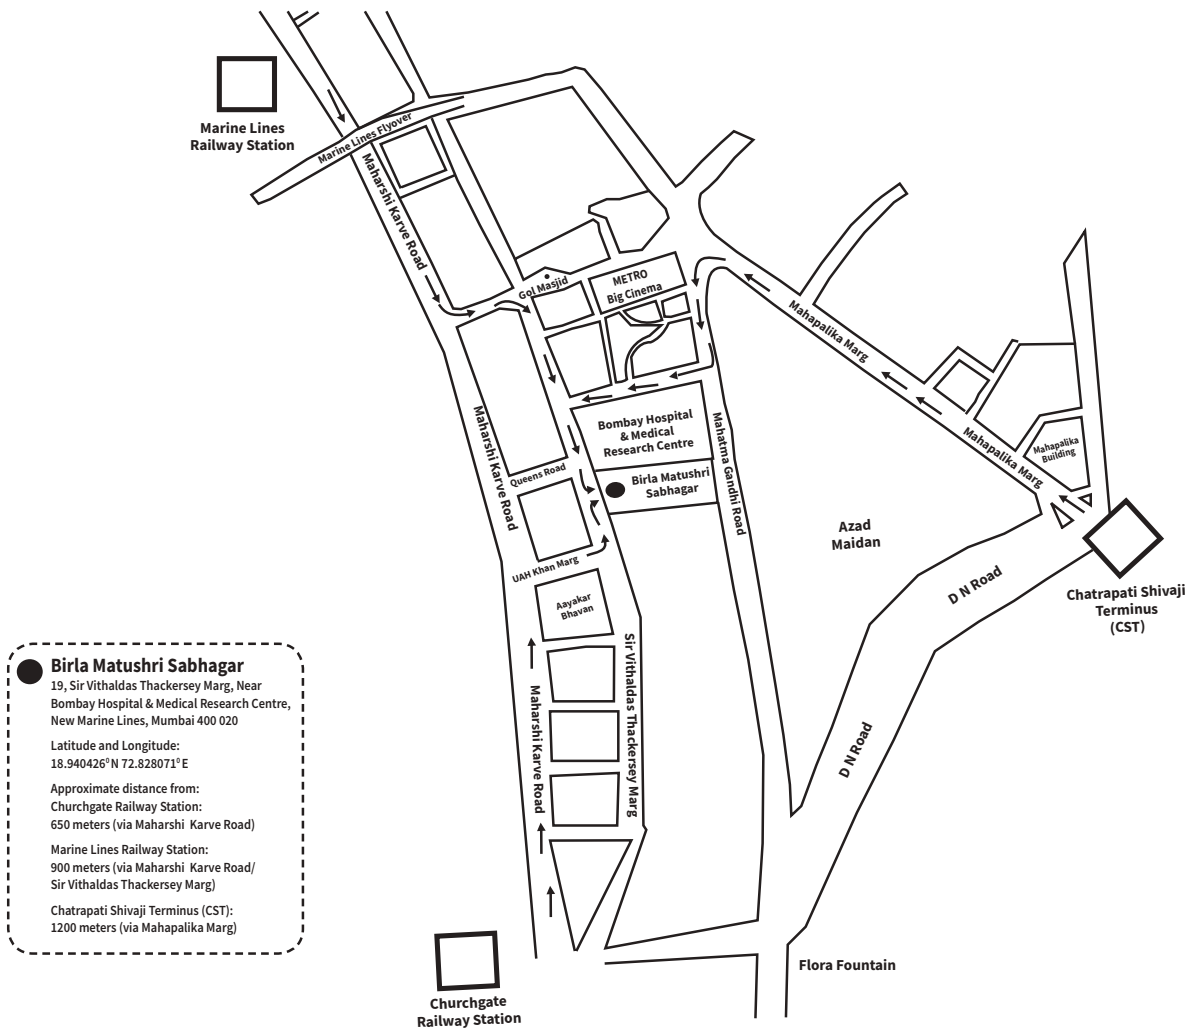 Marine Lines
Railway Station
Marine Lines Flyover
Maharshi Karve Road
Gol Masjid
METRO
Big Cinema
Mahapalika Marg
Mahapalika Marg
Mahapalika
Building
Maharshi Karve Road
Bombay Hospital
& Medical
Research Centre
Mahatma Gandhi Road
Queens Road
Birla Matushri
Sabhagar
Azad
Maidan
UAH Khan Marg
Aayakar
Bhavan
D N Road
Chatrapati Shivaji
Terminus
(CST)
Sir Vithaldas Thackersey Marg
Maharshi Karve Road
D N Road
Birla Matushri Sabhagar
19, Sir Vithaldas Thackersey Marg, Near
Bombay Hospital & Medical Research Centre,
New Marine Lines, Mumbai 400 020
Latitude and Longitude:
18.940426⁰ N 72.828071⁰ E
Approximate distance from:
Churchgate Railway Station:
650 meters (via Maharshi Karve Road)
Marine Lines Railway Station:
900 meters (via Maharshi Karve Road/
Sir Vithaldas Thackersey Marg)
Chatrapati Shivaji Terminus (CST):
1200 meters (via Mahapalika Marg)
Flora Fountain
Churchgate
Railway Station